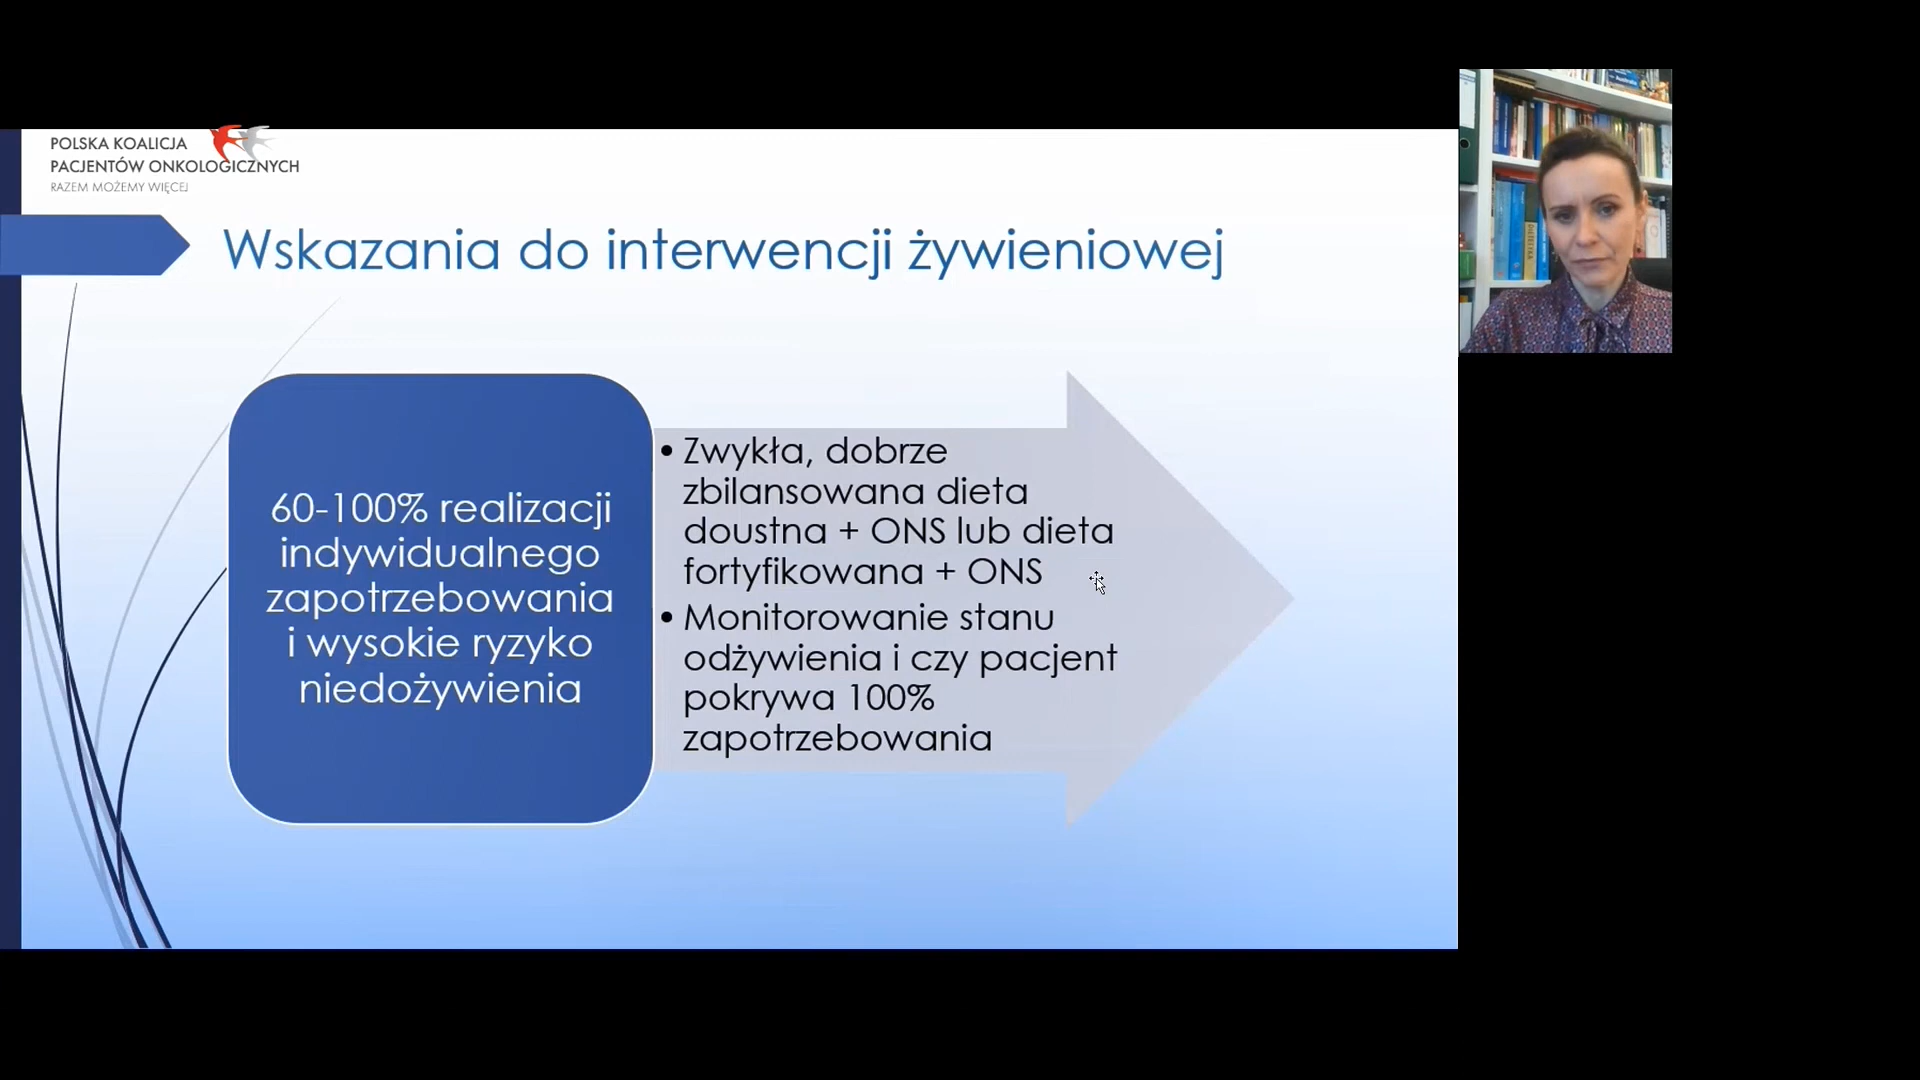 POLSKA KOALICJA
PACJENTÓW ONKOLOGICZNYCH
RAZEM MOŻEMY WIĘCEJ
Wskazania do interwencji żywieniowej
60-100% realizacji
indywidualnego
zapotrzebowania
i wysokie ryzyko
niedożywienia
• Zwykła, dobrze
zbilansowana dieta
doustna + ONS lub dieta
fortyfikowana + ONS
• Monitorowanie stanu
odżywienia i czy pacjent
pokrywa 100%
zapotrzebowania